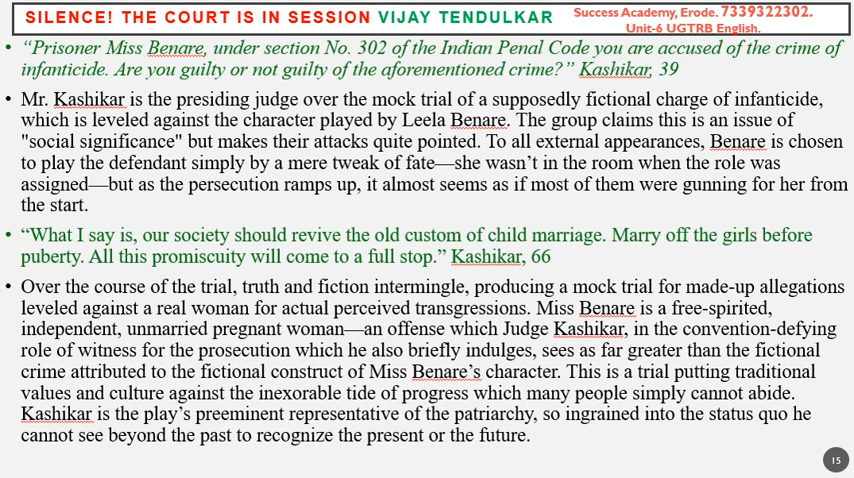 SILENCE! THE COURT IS IN SESSION VIJAY TENDULKAR
Success Academy, Erode. 7339322302.
Unit-6 UGTRB English.
• “Prisoner Miss Benare, under section No. 302 of the Indian Penal Code you are accused of the crime of
infanticide. Are you guilty or not guilty of the aforementioned crime?” Kashikar, 39
• Mr. Kashikar is the presiding judge over the mock trial of a supposedly fictional charge of infanticide,
which is leveled against the character played by Leela Benare. The group claims this is an issue of
"social significance" but makes their attacks quite pointed. To all external appearances, Benare is chosen
to play the defendant simply by a mere tweak of fate—she wasn’t in the room when the role was
assigned—but as the persecution ramps up, it almost seems as if most of them were gunning for her from
the start.
• “What I say is, our society should revive the old custom of child marriage. Marry off the girls before
puberty. All this promiscuity will come to a full stop.” Kashikar, 66
• Over the course of the trial, truth and fiction intermingle, producing a mock trial for made-up allegations
leveled against a real woman for actual perceived transgressions. Miss Benare is a free-spirited,
independent, unmarried pregnant woman—an offense which Judge Kashikar, in the convention-defying
role of witness for the prosecution which he also briefly indulges, sees as far greater than the fictional
crime attributed to the fictional construct of Miss Benare’s character. This is a trial putting traditional
values and culture against the inexorable tide of progress which many people simply cannot abide.
Kashikar is the play’s preeminent representative of the patriarchy, so ingrained into the status quo he
cannot see beyond the past to recognize the present or the future.
15